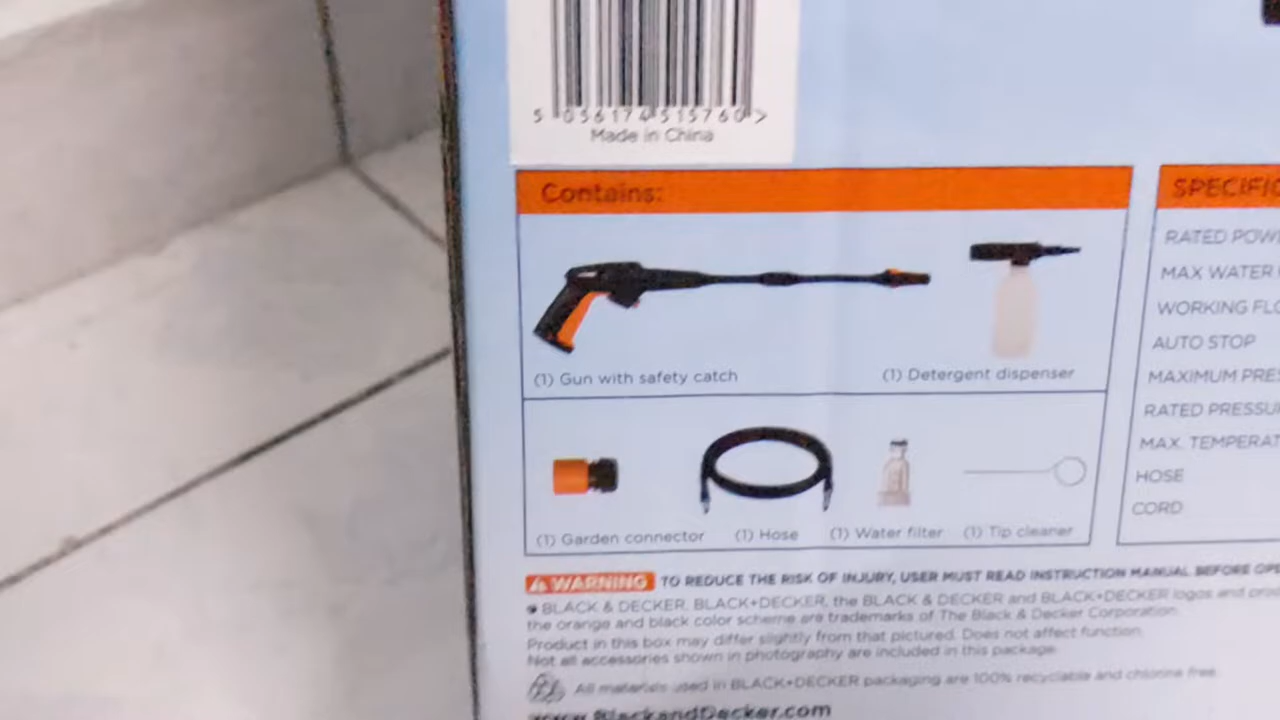 5 056174 515760 >
Made in China
Contains:
(1) Gun with safety catch
(1) Detergent dispenser
(1) Garden connector
(1) Hose
(1) Water filter
(1) Tip cleaner
SPECIFIC
RATED POW
MAX WATER
WORKING FLO
AUTO STOP
MAXIMUM PRES
RATED PRESSU
MAX. TEMPERAT
HOSE
CORD
WARNING TO REDUCE THE RISK OF INJURY, USER MUST READ INSTRUCTION MANUAL BEFORE OPE
BLACK & DECKER, BLACK+DECKER, the BLACK & DECKER and BLACK+DECKER logos and prod
the orange and black color scheme are trademarks of The Black & Decker Corporation.
Product in this box may differ slightly from that pictured. Does not affect function.
Not all accessories shown in photography are included in this package.
All materials used in BLACK+DECKER packaging are 100% recyclable and chlorine free.
www.BlackandDecker.com